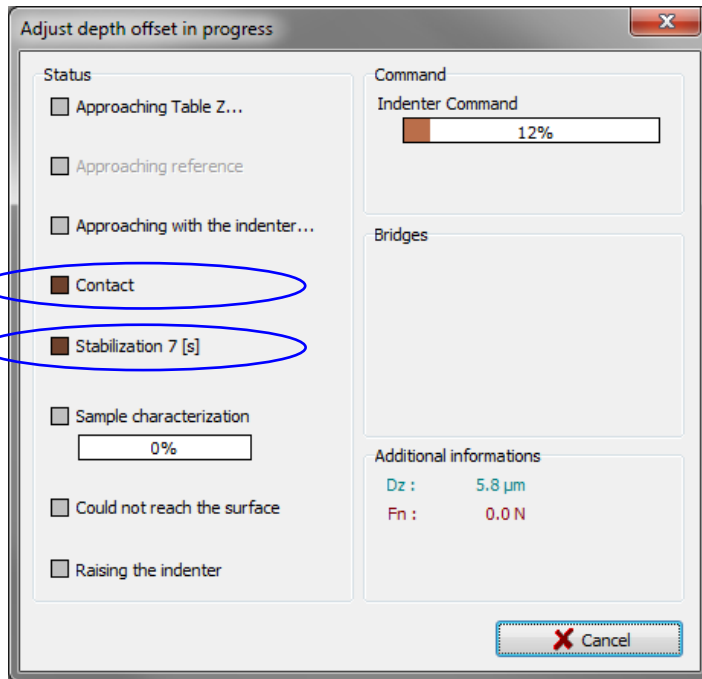 Adjust depth offset in progress
Status
Approaching Table Z...
Approaching reference
Approaching with the indenter...
Contact
Stabilization 7 [s]
Sample characterization
0%
Could not reach the surface
Raising the indenter
Command
Indenter Command
12%
Bridges
Additional informations
Dz : 5.8 µm
Fn : 0.0 N
Cancel